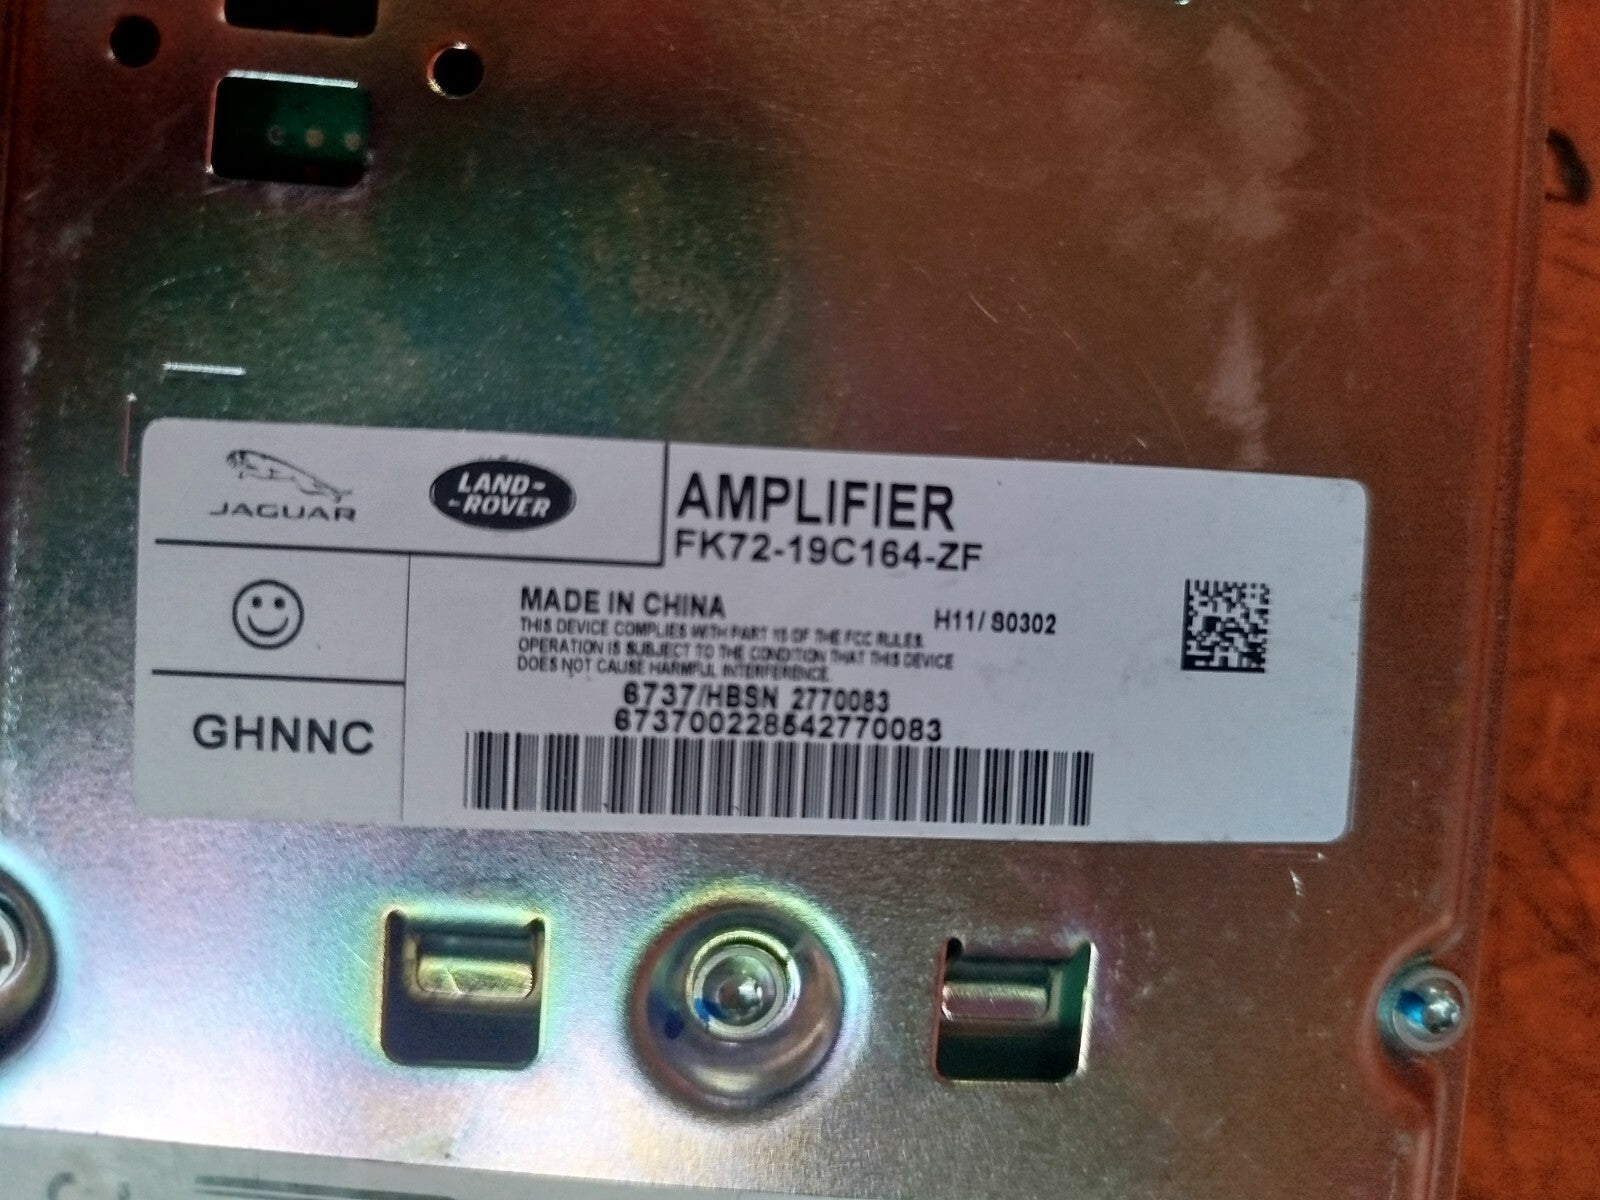 JAGUAR
LAND-
-ROVER
AMPLIFIER
FK72-19C164-ZF
MADE IN CHINA
H11/ S0302
THIS DEVICE COMPLIES WITH PART 15 OF THE FCC RULES.
OPERATION IS SUBJECT TO THE CONDITION THAT THIS DEVICE
DOES NOT CAUSE HARMFUL INTERFERENCE.
6737/HBSN 2770083
673700228542770083
GHNNC